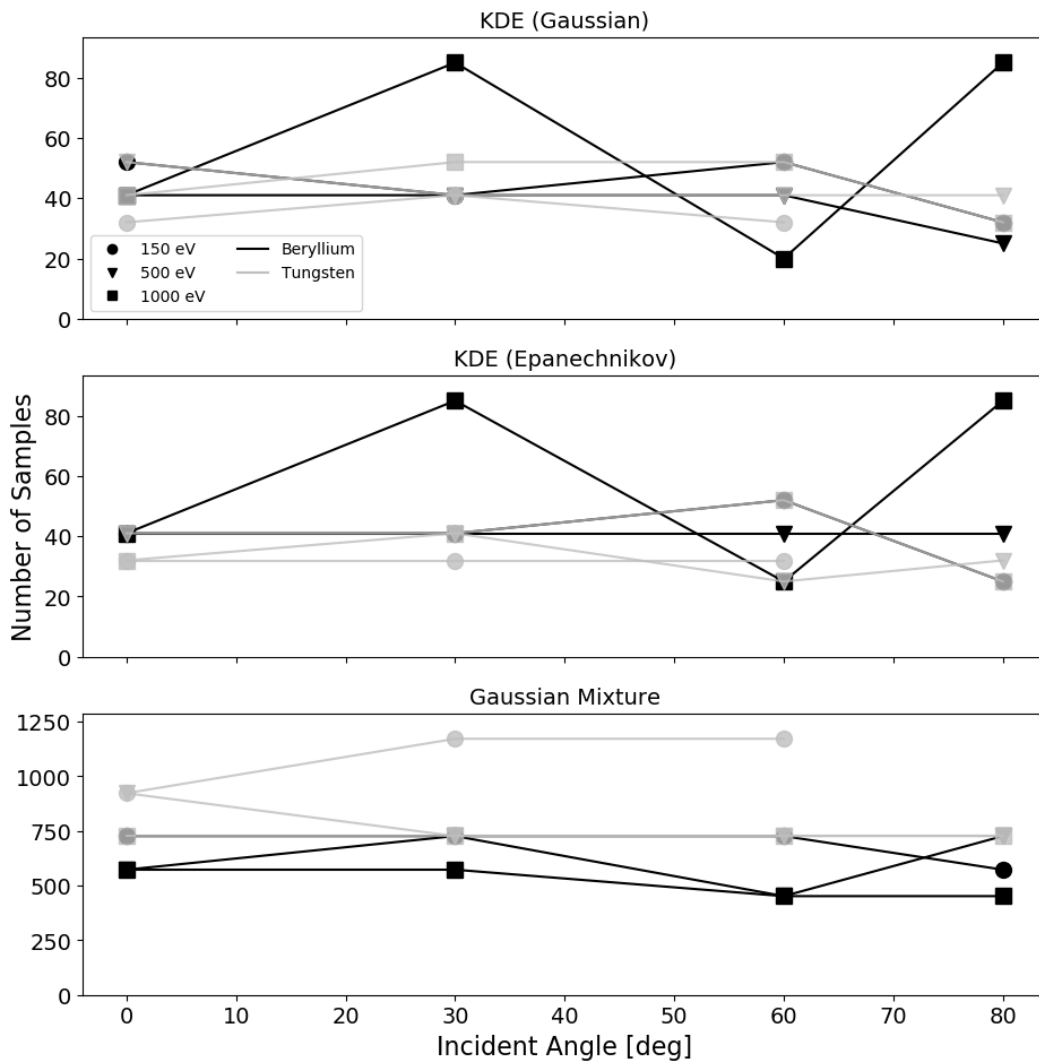 KDE (Gaussian)
80
60
40
20
0
150 eV
500 eV
1000 eV
Beryllium
Tungsten
KDE (Epanechnikov)
80
60
40
20
0
Number of Samples
Gaussian Mixture
1250
1000
750
500
250
0
0 10 20 30 40 50 60 70 80
Incident Angle [deg]